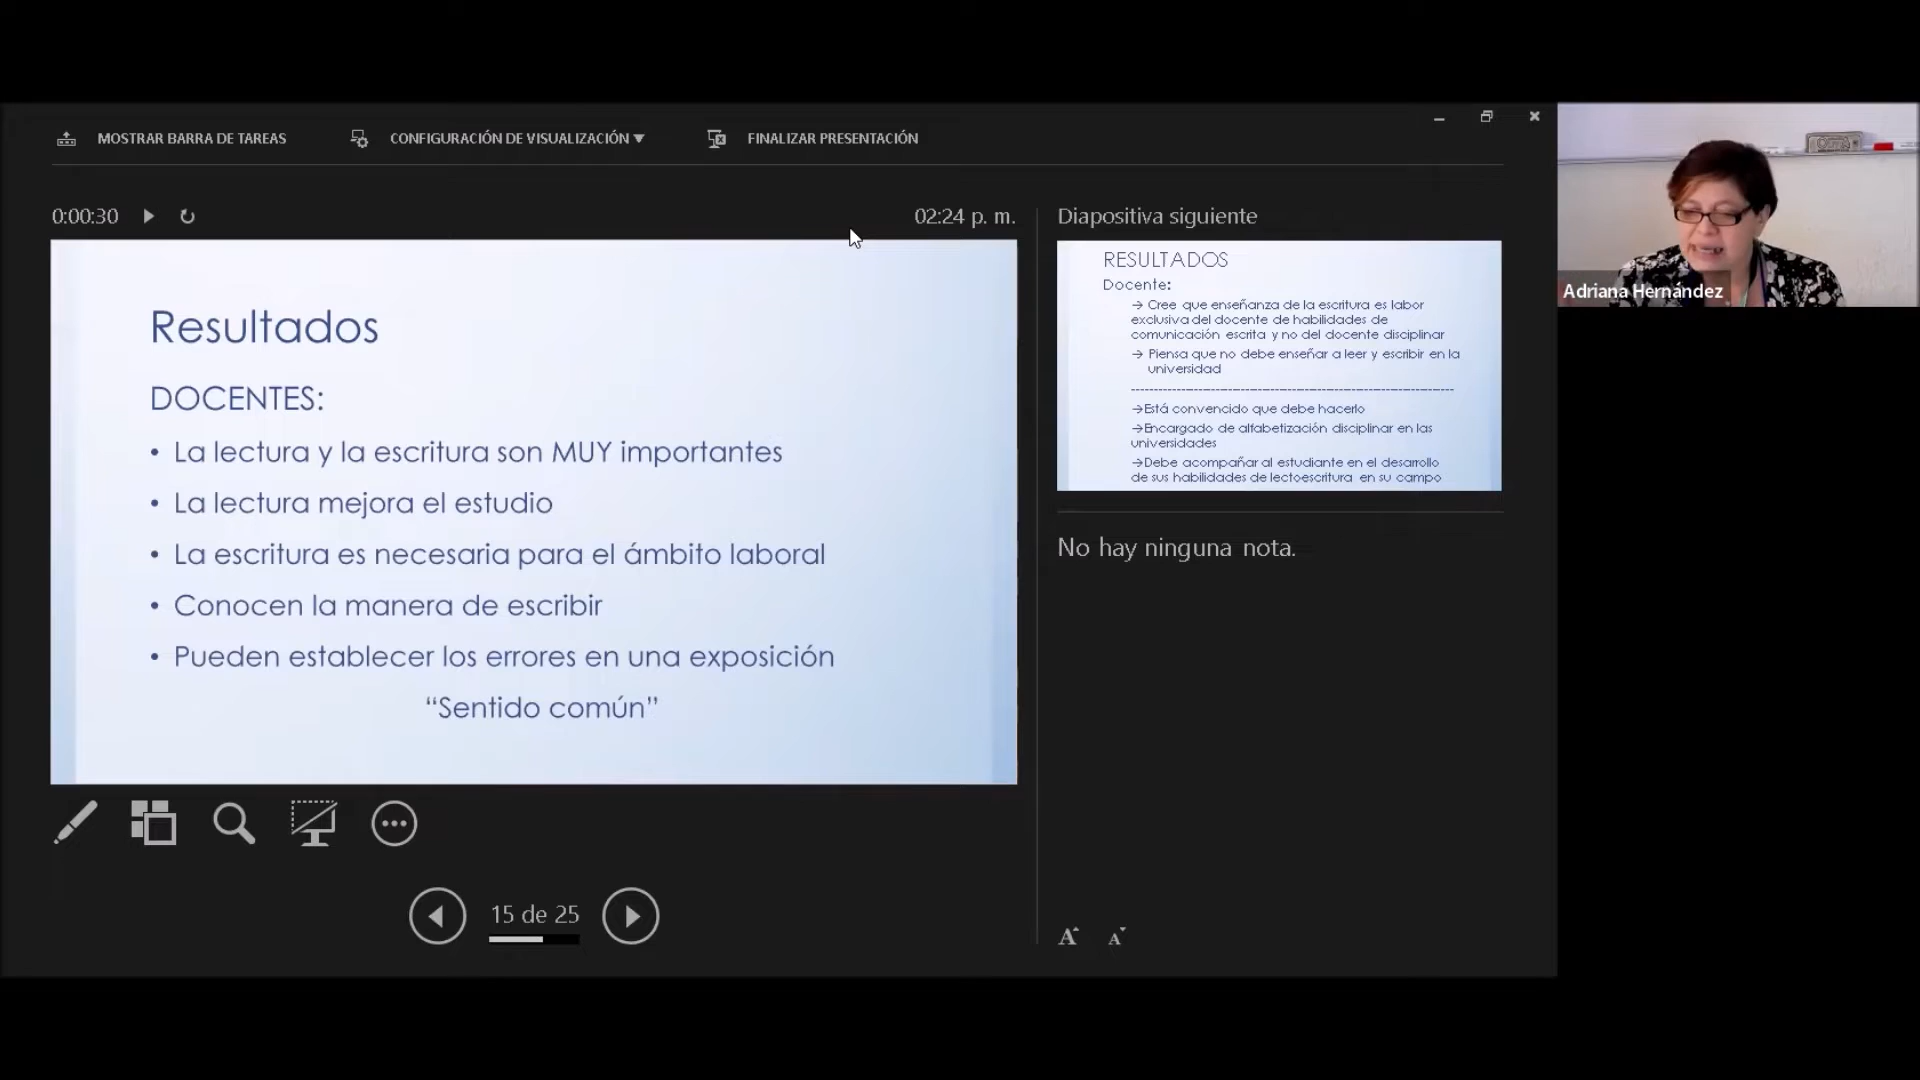 MOSTRAR BARRA DE TAREAS
CONFIGURACIÓN DE VISUALIZACIÓN ▼
FINALIZAR PRESENTACIÓN
0:00:30
02:24 p. m.
Resultados
DOCENTES:
• La lectura y la escritura son MUY importantes
• La lectura mejora el estudio
• La escritura es necesaria para el ámbito laboral
• Conocen la manera de escribir
• Pueden establecer los errores en una exposición
“Sentido común”
15 de 25
Diapositiva siguiente
RESULTADOS
Docente:
→ Cree que enseñanza de la escritura es labor
exclusiva del docente de habilidades de
comunicación escrita y no del docente disciplinar
→ Piensa que no debe enseñar a leer y escribir en la
universidad
----------------------------------------------------------------------
→Está convencido que debe hacerlo
→Encargado de alfabetización disciplinar en las
universidades
→Debe acompañar al estudiante en el desarrollo
de sus habilidades de lectoescritura en su campo
No hay ninguna nota.
A A
Adriana Hernández